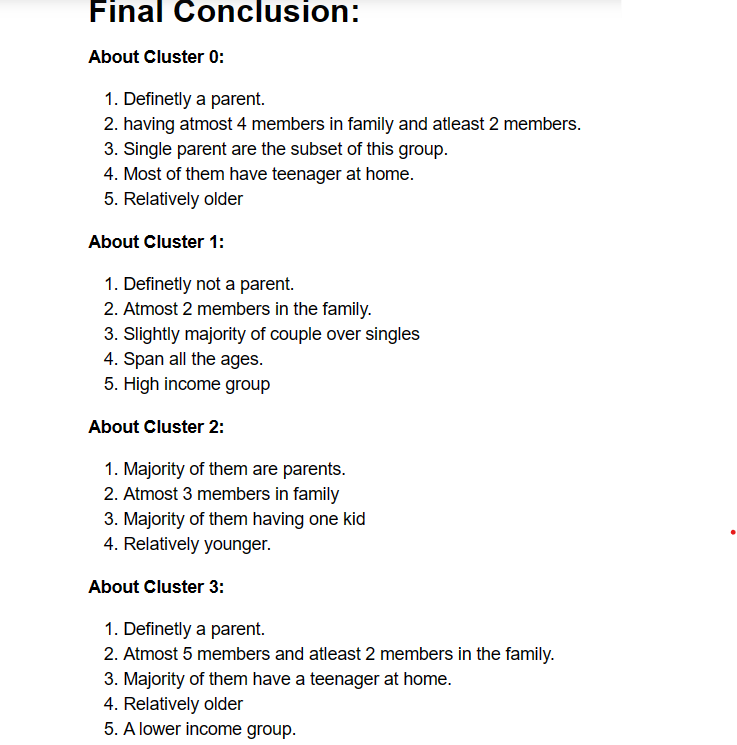 Final Conclusion:
About Cluster 0:
1. Definetly a parent.
2. having atmost 4 members in family and atleast 2 members.
3. Single parent are the subset of this group.
4. Most of them have teenager at home.
5. Relatively older
About Cluster 1:
1. Definetly not a parent.
2. Atmost 2 members in the family.
3. Slightly majority of couple over singles
4. Span all the ages.
5. High income group
About Cluster 2:
1. Majority of them are parents.
2. Atmost 3 members in family
3. Majority of them having one kid
4. Relatively younger.
About Cluster 3:
1. Definetly a parent.
2. Atmost 5 members and atleast 2 members in the family.
3. Majority of them have a teenager at home.
4. Relatively older
5. A lower income group.